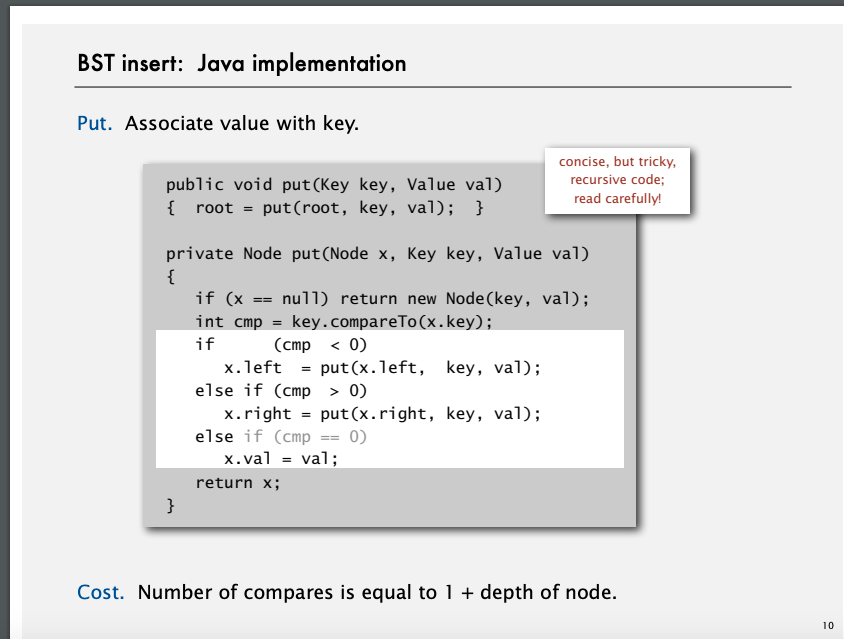 BST insert: Java implementation
Put. Associate value with key.
concise, but tricky,
recursive code;
read carefully!
public void put(Key key, Value val)
{ root = put(root, key, val); }
private Node put(Node x, Key key, Value val)
{
if (x == null) return new Node(key, val);
int cmp = key.compareTo(x.key);
if (cmp < 0)
x.left = put(x.left, key, val);
else if (cmp > 0)
x.right = put(x.right, key, val);
else if (cmp == 0)
x.val = val;
return x;
}
Cost. Number of compares is equal to 1 + depth of node.
10